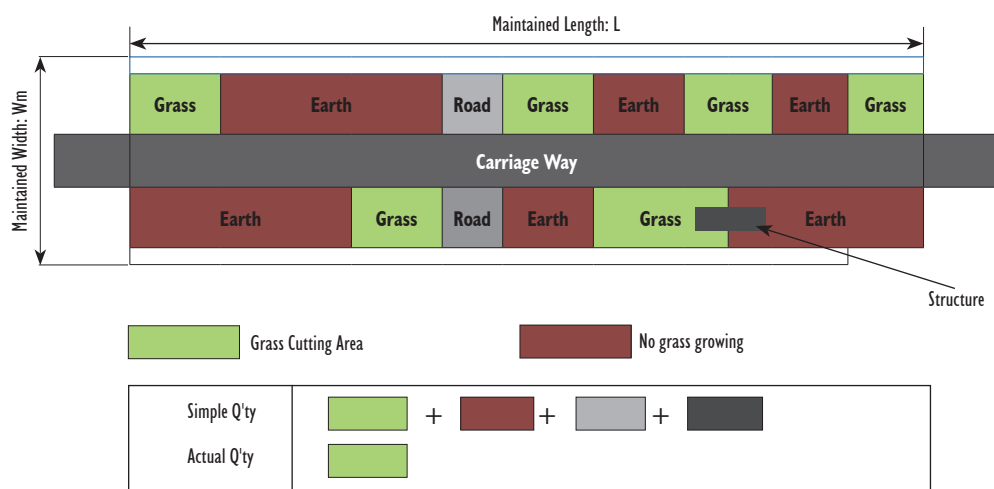 Maintained Length: L
Maintained Width: Wm
Grass Earth Road Grass Earth Grass Earth Grass
Carriage Way
Earth Grass Road Earth Grass Earth
Structure
Grass Cutting Area No grass growing
Simple Q'ty + + +
Actual Q'ty